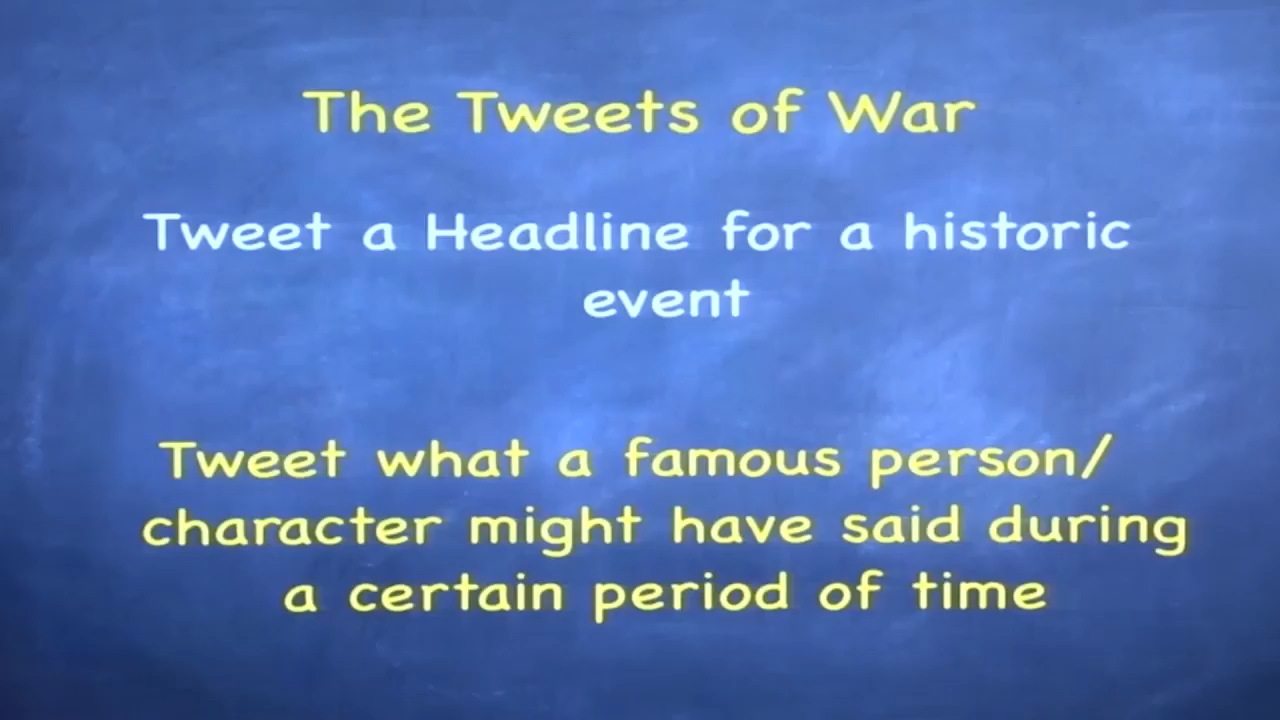 The Tweets of War
Tweet a Headline for a historic
event
Tweet what a famous person/
character might have said during
a certain period of time